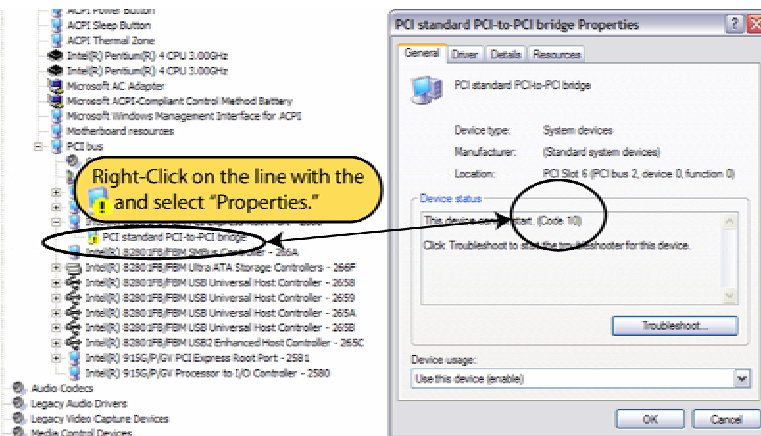 ACPI Power Button
ACPI Sleep Button
ACPI Thermal Zone
Intel(R) Pentium(R) 4 CPU 3.00GHz
Intel(R) Pentium(R) 4 CPU 3.00GHz
Microsoft AC Adapter
Microsoft ACPI-Compliant Control Method Battery
Microsoft Windows Management Interface for ACPI
Motherboard resources
PCI bus
Right-Click on the line with the
and select "Properties."
PCI standard PCI-to-PCI bridge
Intel(R) 82801FB/FBM SMBus Controller - 266A
Intel(R) 82801FB/FBM Ultra ATA Storage Controllers - 266F
Intel(R) 82801FB/FBM USB Universal Host Controller - 2658
Intel(R) 82801FB/FBM USB Universal Host Controller - 2659
Intel(R) 82801FB/FBM USB Universal Host Controller - 265A
Intel(R) 82801FB/FBM USB Universal Host Controller - 265B
Intel(R) 82801FB/FBM USB2 Enhanced Host Controller - 265C
Intel(R) 915G/P/GV PCI Express Root Port - 2581
Intel(R) 915G/P/GV Processor to I/O Controller - 2580
Audio Codecs
Legacy Audio Drivers
Legacy Video Capture Devices
Media Control Devices
PCI standard PCI-to-PCI bridge Properties
General Driver Details Resources
PCI standard PCI-to-PCI bridge
Device type: System devices
Manufacturer: (Standard system devices)
Location: PCI Slot 6 (PCI bus 2, device 0, function 0)
Device status
This device cannot start. (Code 10)
Click Troubleshoot to start the troubleshooter for this device.
Troubleshoot...
Device usage:
Use this device (enable)
OK Cancel